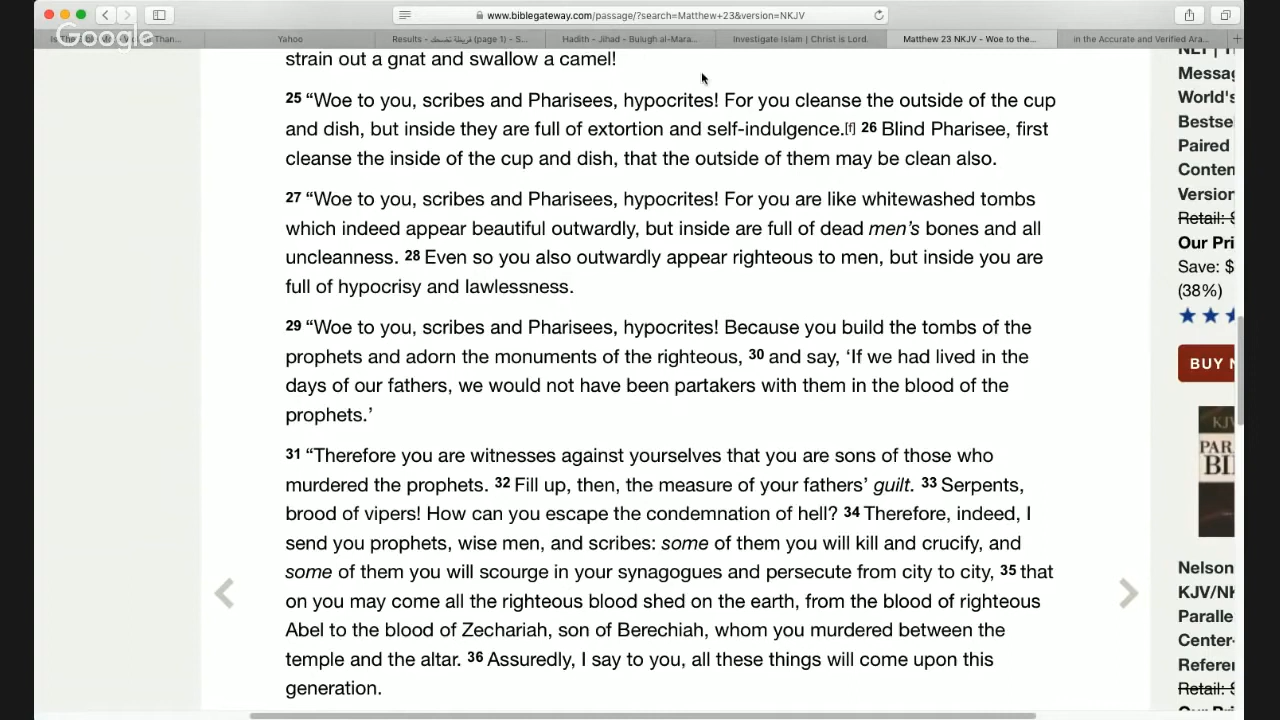 www.biblegateway.com/passage/?search=Matthew+23&version=NKJV
Google
Yahoo
Results - قريظة (page 1) - S...
Hadith - Jihad - Bulugh al-Mara...
Investigate Islam | Christ is Lord.
Matthew 23 NKJV - Woe to the...
in the Accurate and Verified Ara...
strain out a gnat and swallow a camel!
25 “Woe to you, scribes and Pharisees, hypocrites! For you cleanse the outside of the cup
and dish, but inside they are full of extortion and self-indulgence.[f] 26 Blind Pharisee, first
cleanse the inside of the cup and dish, that the outside of them may be clean also.
27 “Woe to you, scribes and Pharisees, hypocrites! For you are like whitewashed tombs
which indeed appear beautiful outwardly, but inside are full of dead men’s bones and all
uncleanness. 28 Even so you also outwardly appear righteous to men, but inside you are
full of hypocrisy and lawlessness.
29 “Woe to you, scribes and Pharisees, hypocrites! Because you build the tombs of the
prophets and adorn the monuments of the righteous, 30 and say, ‘If we had lived in the
days of our fathers, we would not have been partakers with them in the blood of the
prophets.’
31 “Therefore you are witnesses against yourselves that you are sons of those who
murdered the prophets. 32 Fill up, then, the measure of your fathers’ guilt. 33 Serpents,
brood of vipers! How can you escape the condemnation of hell? 34 Therefore, indeed, I
send you prophets, wise men, and scribes: some of them you will kill and crucify, and
some of them you will scourge in your synagogues and persecute from city to city, 35 that
on you may come all the righteous blood shed on the earth, from the blood of righteous
Abel to the blood of Zechariah, son of Berechiah, whom you murdered between the
temple and the altar. 36 Assuredly, I say to you, all these things will come upon this
generation.
Messag
World's
Bestse
Paired
Conten
Version
Retail: $
Our Pri
Save: $
(38%)
BUY N
KJV
PAR
BI
Nelson
KJV/NK
Paralle
Center-
Referen
Retail: $